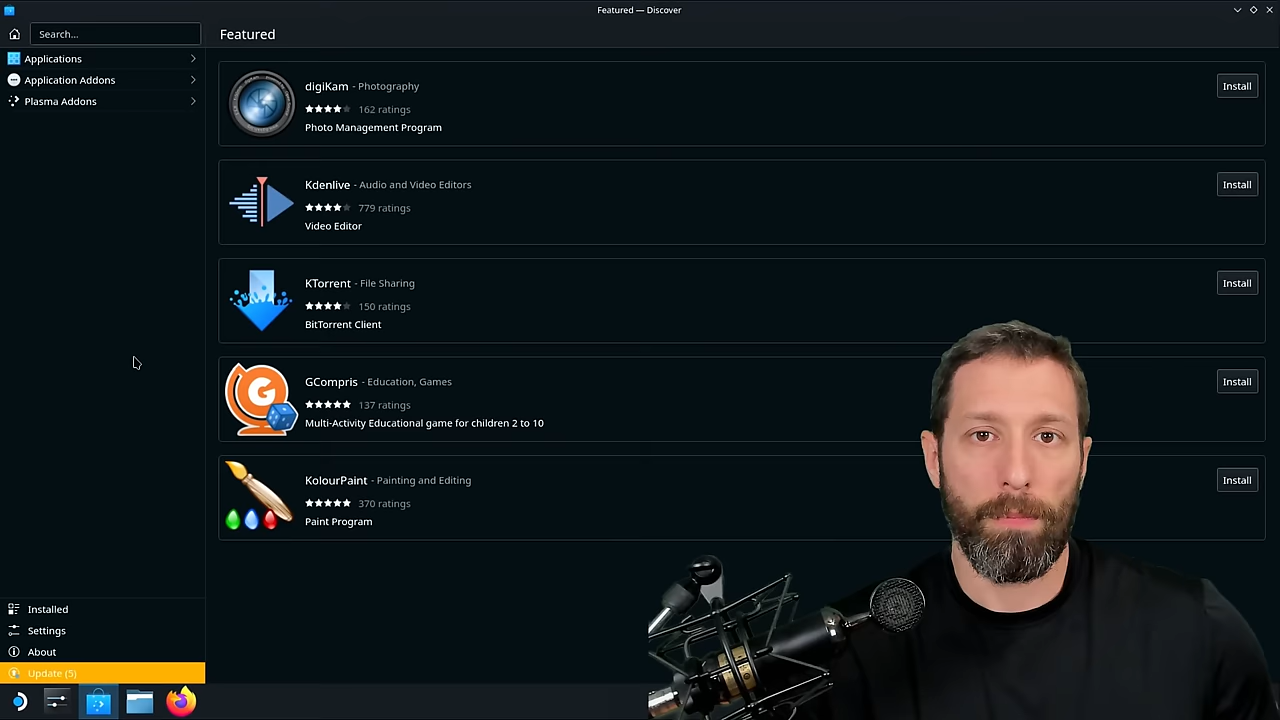 Featured — Discover
Search...
Featured
Applications
Application Addons
Plasma Addons
digiKam - Photography
162 ratings
Photo Management Program
Install
Kdenlive - Audio and Video Editors
779 ratings
Video Editor
Install
KTorrent - File Sharing
150 ratings
BitTorrent Client
Install
GCompris - Education, Games
137 ratings
Multi-Activity Educational game for children 2 to 10
Install
KolourPaint - Painting and Editing
370 ratings
Paint Program
Install
Installed
Settings
About
Update (5)